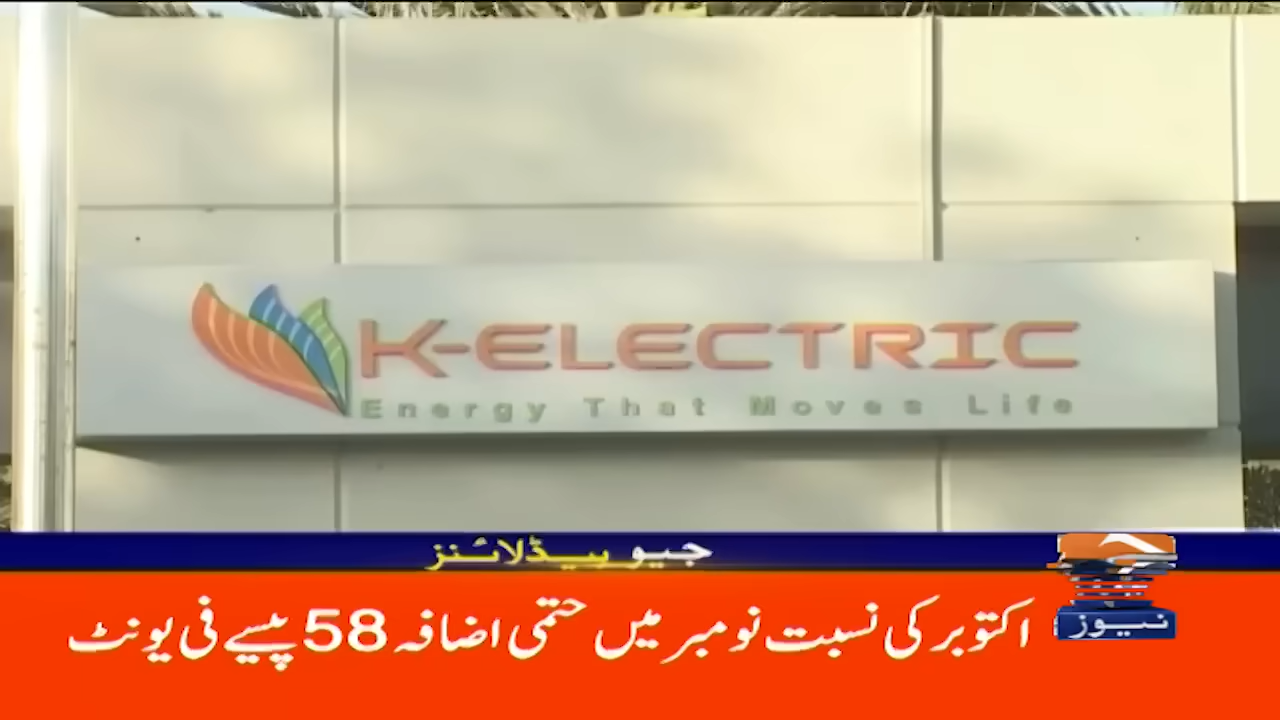 K-ELECTRIC
Energy That Moves Life
جیو ہیڈلائنز
اکتوبر کی نسبت نومبر میں حتمی اضافہ 58 پیسے فی یونٹ
نیوز